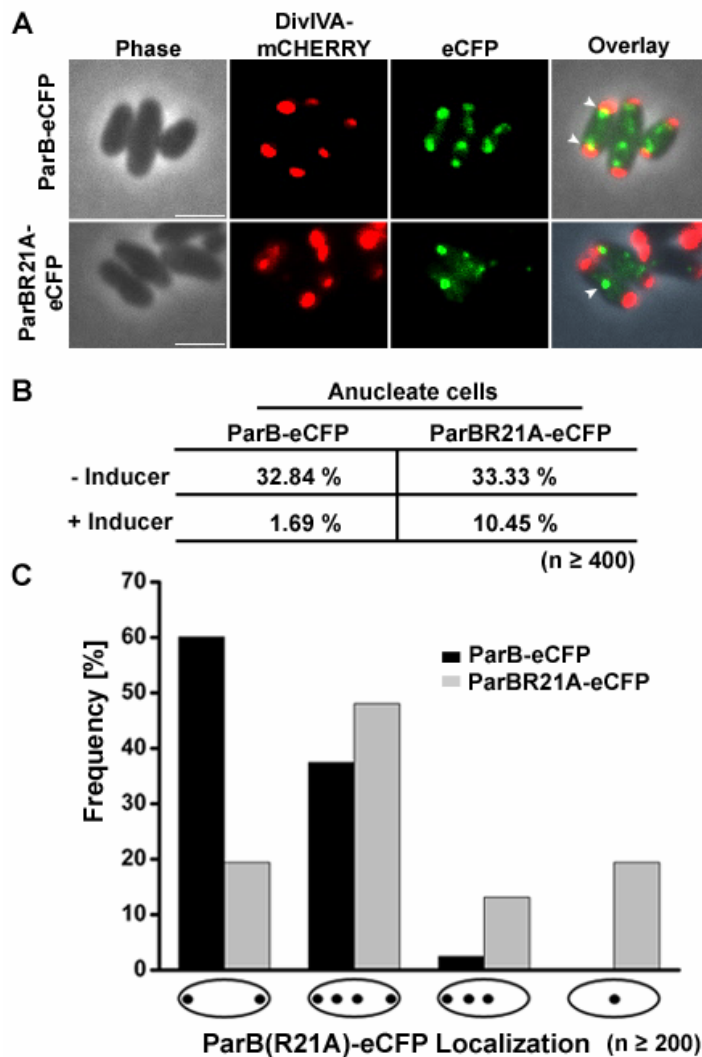 A
Phase
DivIVA-
mCHERRY
eCFP
Overlay
ParB-eCFP
ParBR21A-
eCFP
B
Anucleate cells
ParB-eCFP
ParBR21A-eCFP
- Inducer
32.84 %
33.33 %
+ Inducer
1.69 %
10.45 %
(n ≥ 400)
C
70
60
50
40
30
20
10
0
Frequency [%]
ParB-eCFP
ParBR21A-eCFP
ParB(R21A)-eCFP Localization (n ≥ 200)